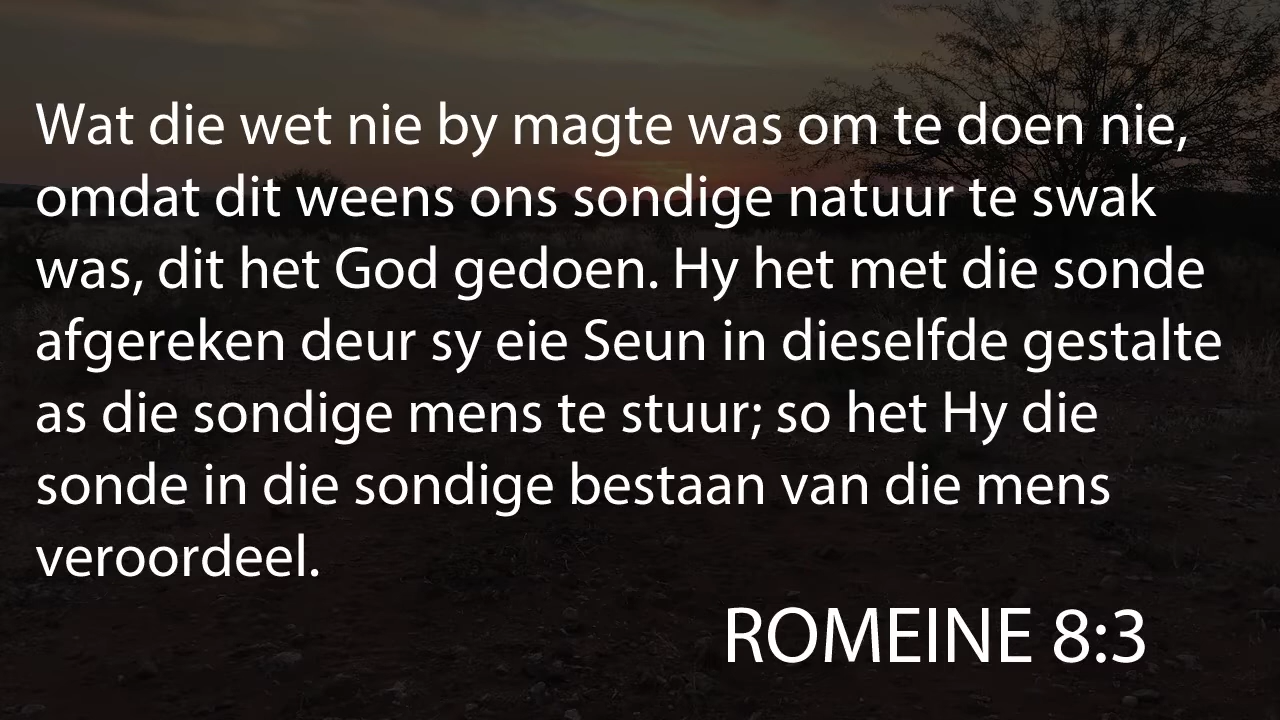 Wat die wet nie by magte was om te doen nie,
omdat dit weens ons sondige natuur te swak
was, dit het God gedoen. Hy het met die sonde
afgereken deur sy eie Seun in dieselfde gestalte
as die sondige mens te stuur; so het Hy die
sonde in die sondige bestaan van die mens
veroordeel.
ROMEINE 8:3